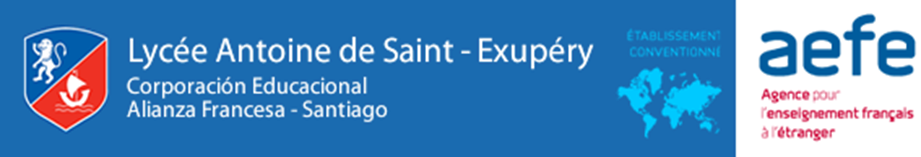 Lycée Antoine de Saint - Exupéry
Corporación Educacional
Alianza Francesa - Santiago
ÉTABLISSEMENT
CONVENTIONNÉ
aefe
Agence pour
l'enseignement français
à l'étranger